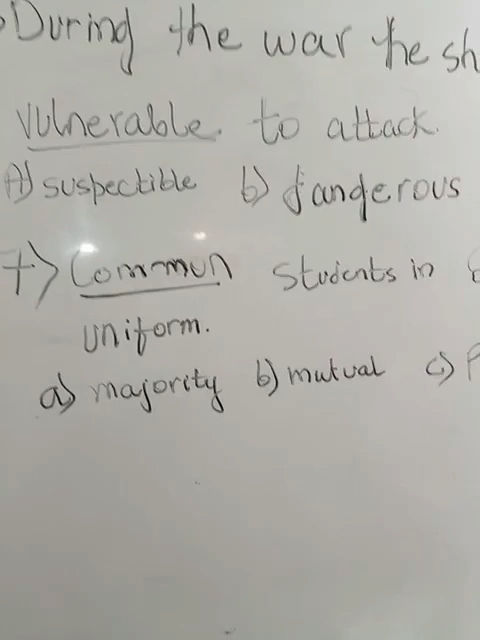 During the war the sh
vulnerable. to attack.
A) suspectible b) dangerous
7) Common Students in
uniform.
a) majority b) mutual c) P